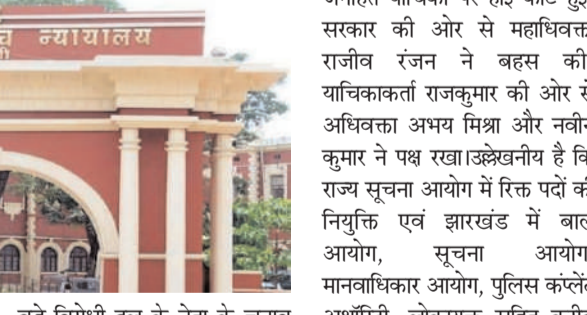 न्यायालय
सरकार की ओर से महाधिवक्त
राजीव रंजन ने बहस की
याचिकाकर्ता राजकुमार की ओर से
अधिवक्ता अभय मिश्रा और नवीन
कुमार ने पक्ष रखा।उल्लेखनीय है कि
राज्य सूचना आयोग में रिक्त पदों की
नियुक्ति एवं झारखंड में बाल
आयोग, सूचना आयोग
मानवाधिकार आयोग, पुलिस कंप्लेंट